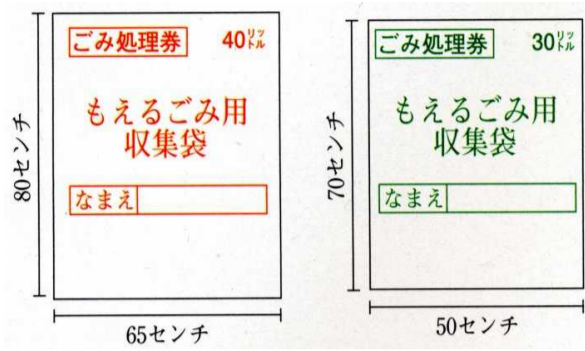 ごみ処理券 40リットル
もえるごみ用
収集袋
なまえ
80センチ
65センチ
ごみ処理券 30リットル
もえるごみ用
収集袋
なまえ
70センチ
50センチ